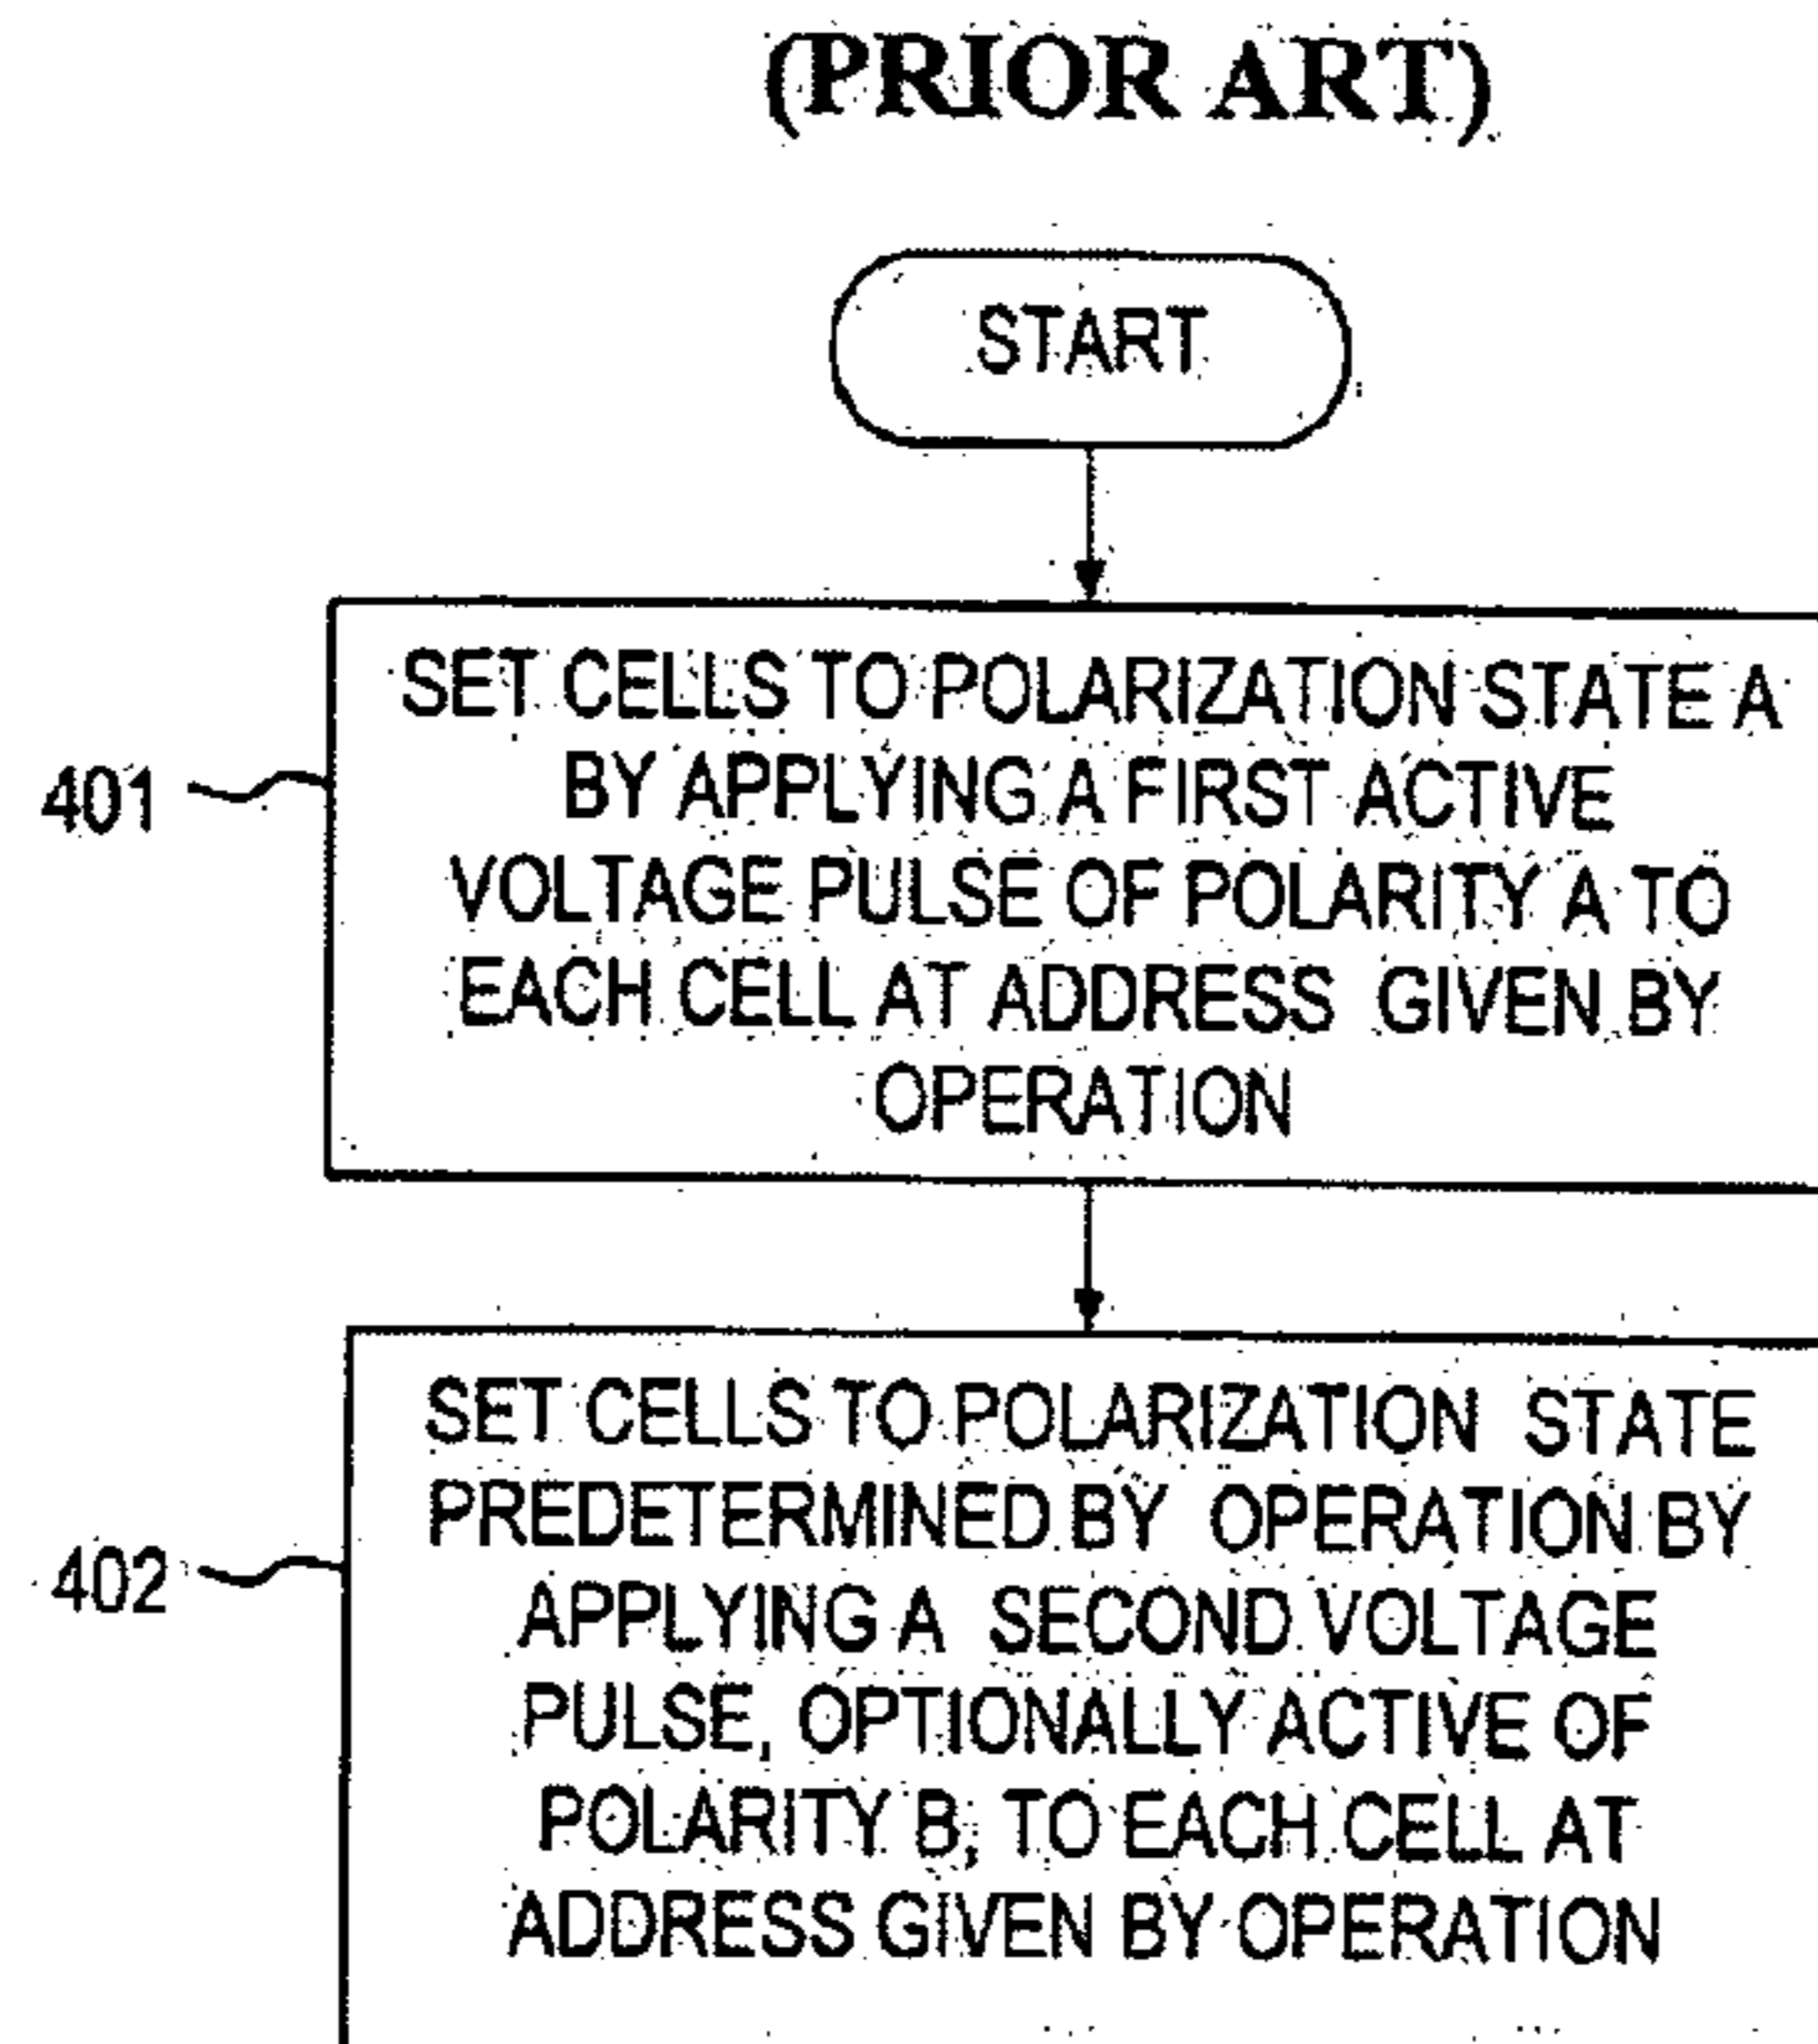 (PRIOR ART)
START
SET CELLS TO POLARIZATION STATE A
BY APPLYING A FIRST ACTIVE
401
VOLTAGE PULSE OF POLARITY A TO
EACH CELL AT ADDRESS GIVEN BY
OPERATION
SET CELLS TO POLARIZATION STATE
PREDETERMINED BY OPERATION BY
402
APPLYING A SECOND VOLTAGE
PULSE, OPTIONALLY ACTIVE OF
POLARITY B, TO EACH CELL AT
ADDRESS GIVEN BY OPERATION